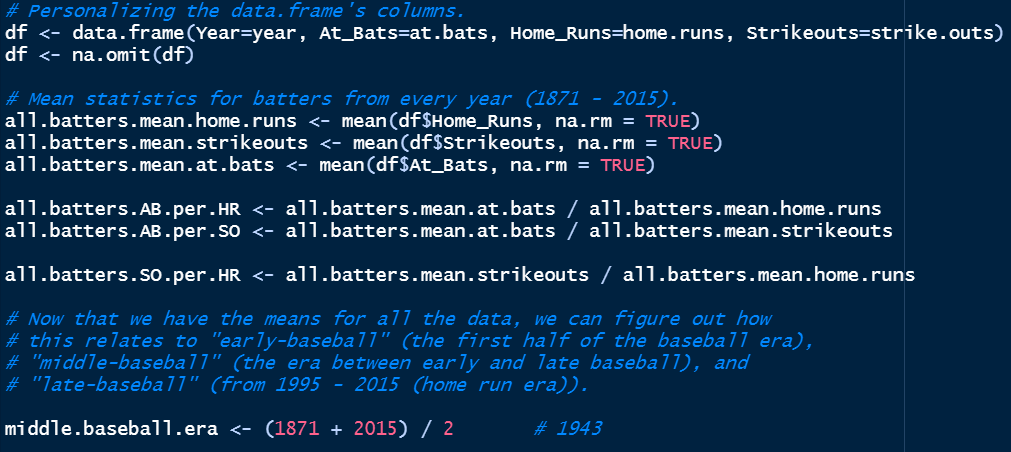 # Personalizing the data.frame's columns.
df <- data.frame(Year=year, At_Bats=at.bats, Home_Runs=home.runs, Strikeouts=strike.outs)
df <- na.omit(df)
# Mean statistics for batters from every year (1871 - 2015).
all.batters.mean.home.runs <- mean(df$Home_Runs, na.rm = TRUE)
all.batters.mean.strikeouts <- mean(df$Strikeouts, na.rm = TRUE)
all.batters.mean.at.bats <- mean(df$At_Bats, na.rm = TRUE)
all.batters.AB.per.HR <- all.batters.mean.at.bats / all.batters.mean.home.runs
all.batters.AB.per.SO <- all.batters.mean.at.bats / all.batters.mean.strikeouts
all.batters.SO.per.HR <- all.batters.mean.strikeouts / all.batters.mean.home.runs
# Now that we have the means for all the data, we can figure out how
# this relates to "early-baseball" (the first half of the baseball era),
# "middle-baseball" (the era between early and late baseball), and
# "late-baseball" (from 1995 - 2015 (home run era)).
middle.baseball.era <- (1871 + 2015) / 2 # 1943